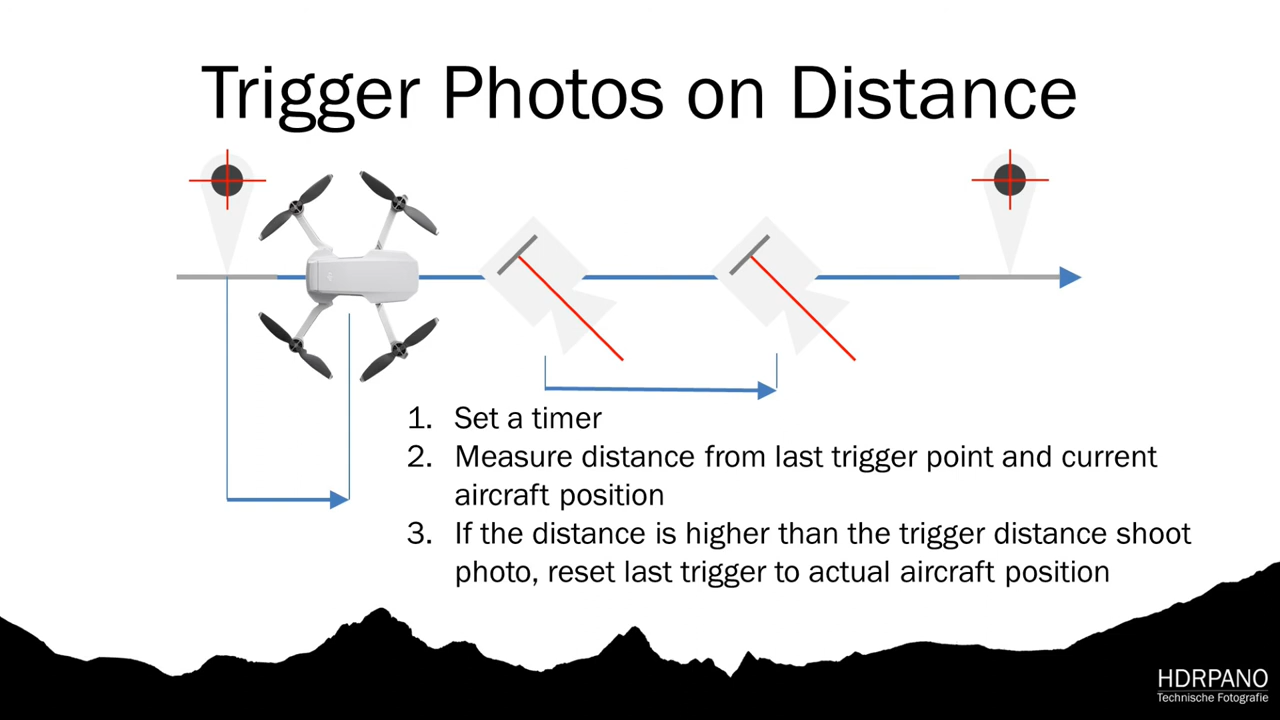 Trigger Photos on Distance
1. Set a timer
2. Measure distance from last trigger point and current
aircraft position
3. If the distance is higher than the trigger distance shoot
photo, reset last trigger to actual aircraft position
HDRPANO
Technische Fotografie